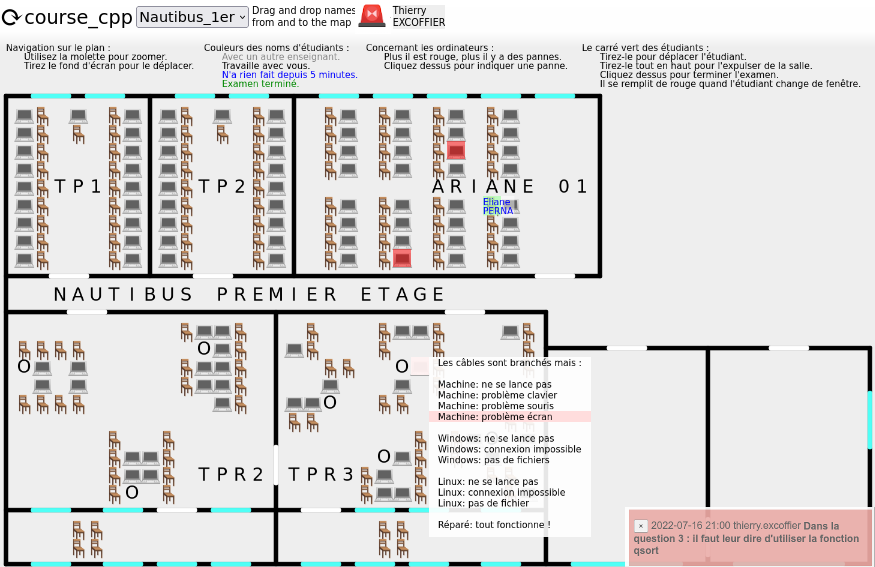 ⟳ course_cpp Nautibus_1er Drag and drop names from and to the map Thierry EXCOFFIER
Navigation sur le plan :
Utilisez la molette pour zoomer.
Tirez le fond d'écran pour le déplacer.
Couleurs des noms d'étudiants :
Avec un autre enseignant.
Travaille avec vous.
N'a rien fait depuis 5 minutes.
Examen terminé.
Concernant les ordinateurs :
Plus il est rouge, plus il y a des pannes.
Cliquez dessus pour indiquer une panne.
Le carré vert des étudiants :
Tirez-le pour déplacer l'étudiant.
Tirez-le tout en haut pour l'expulser de la salle.
Cliquez dessus pour terminer l'examen.
Il se remplit de rouge quand l'étudiant change de fenêtre.
TP1 TP2 ARIANE 01
Eliane
PERNA
NAUTIBUS PREMIER ETAGE
O O O
O
O
O
TPR2 TPR3
Les câbles sont branchés mais :
Machine: ne se lance pas
Machine: problème clavier
Machine: problème souris
Machine: problème écran
Windows: ne se lance pas
Windows: connexion impossible
Windows: pas de fichiers
Linux: ne se lance pas
Linux: connexion impossible
Linux: pas de fichier
Réparé: tout fonctionne !
× 2022-07-16 21:00 thierry.excoffier Dans la
question 3 : il faut leur dire d'utiliser la fonction
qsort